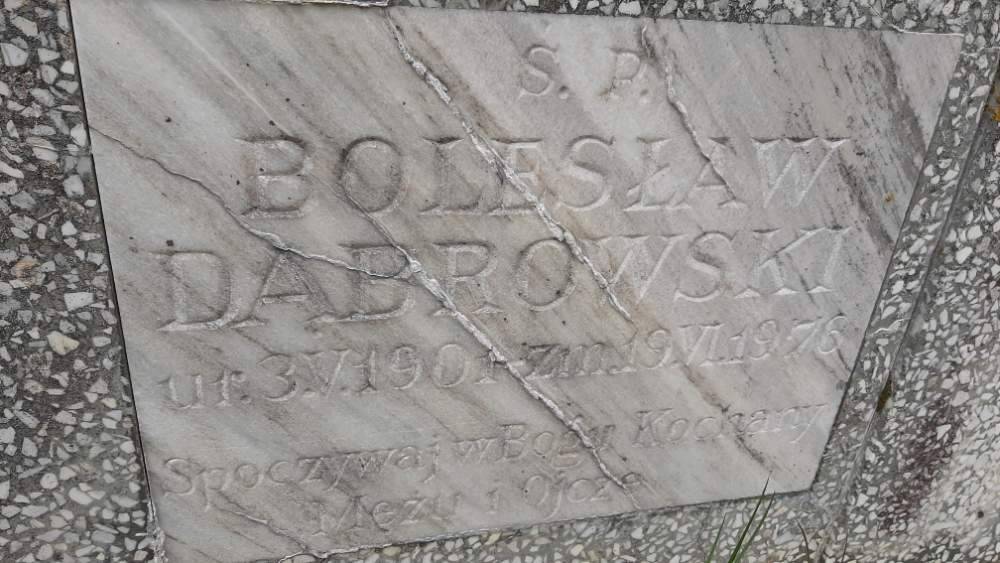 S. P.
BOLESŁAW
DĄBROWSKI
ur. 3.V.1901 zm. 19.VI.1976
Spoczywaj w Bogu Kochany
Mężu i Ojcze